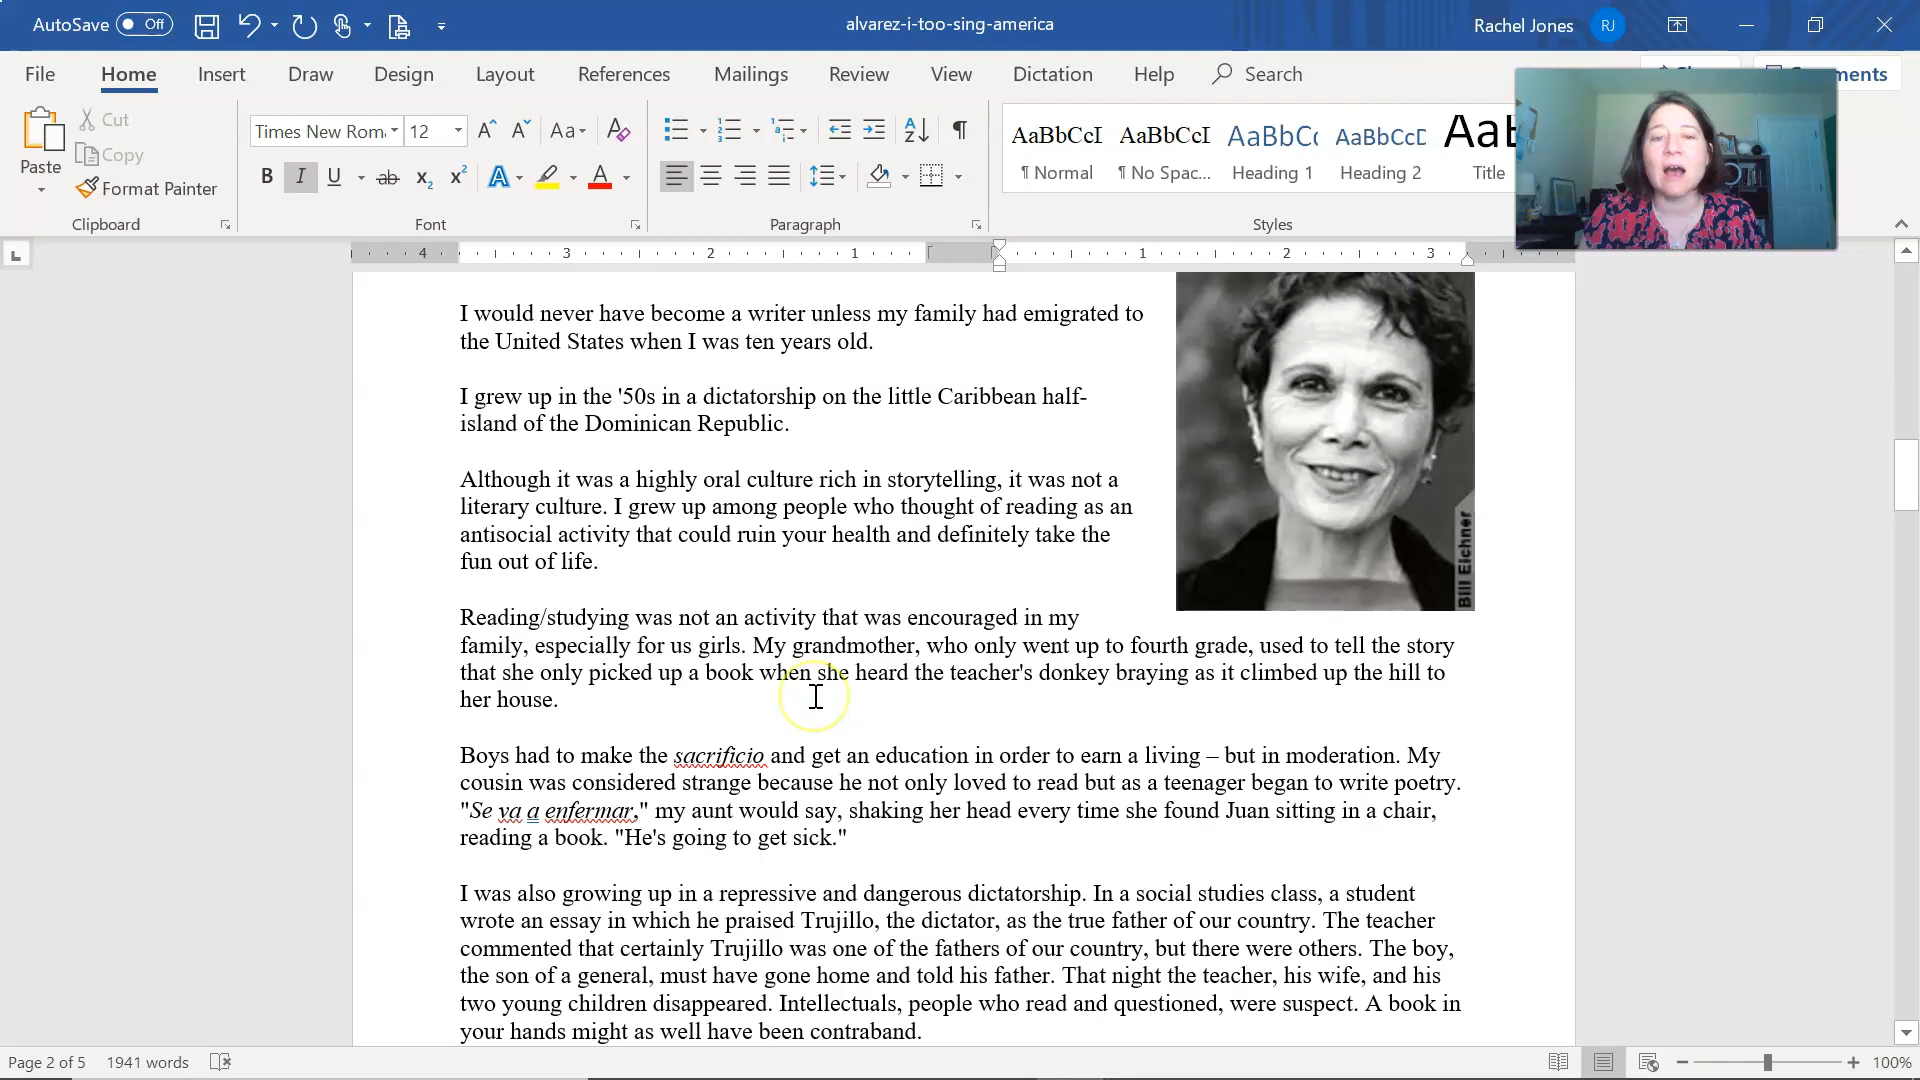 AutoSave Off
alvarez-i-too-sing-america
Rachel Jones RJ
File Home Insert Draw Design Layout References Mailings Review View Dictation Help Search
Paste
Cut
Copy
Format Painter
Clipboard
Times New Rom 12
Aa
B I U ab x₂ x² A A
Font
Paragraph
AaBbCcI AaBbCcI AaBbCc AaBbCcD AaB
¶ Normal ¶ No Spac... Heading 1 Heading 2 Title
Styles
4 3 2 1 1 2 3
I would never have become a writer unless my family had emigrated to
the United States when I was ten years old.
I grew up in the '50s in a dictatorship on the little Caribbean half-
island of the Dominican Republic.
Although it was a highly oral culture rich in storytelling, it was not a
literary culture. I grew up among people who thought of reading as an
antisocial activity that could ruin your health and definitely take the
fun out of life.
Bill Eichner
Reading/studying was not an activity that was encouraged in my
family, especially for us girls. My grandmother, who only went up to fourth grade, used to tell the story
that she only picked up a book when she heard the teacher's donkey braying as it climbed up the hill to
her house.
Boys had to make the sacrificio and get an education in order to earn a living – but in moderation. My
cousin was considered strange because he not only loved to read but as a teenager began to write poetry.
"Se va a enfermar," my aunt would say, shaking her head every time she found Juan sitting in a chair,
reading a book. "He's going to get sick."
I was also growing up in a repressive and dangerous dictatorship. In a social studies class, a student
wrote an essay in which he praised Trujillo, the dictator, as the true father of our country. The teacher
commented that certainly Trujillo was one of the fathers of our country, but there were others. The boy,
the son of a general, must have gone home and told his father. That night the teacher, his wife, and his
two young children disappeared. Intellectuals, people who read and questioned, were suspect. A book in
your hands might as well have been contraband.
Page 2 of 5 1941 words
100%